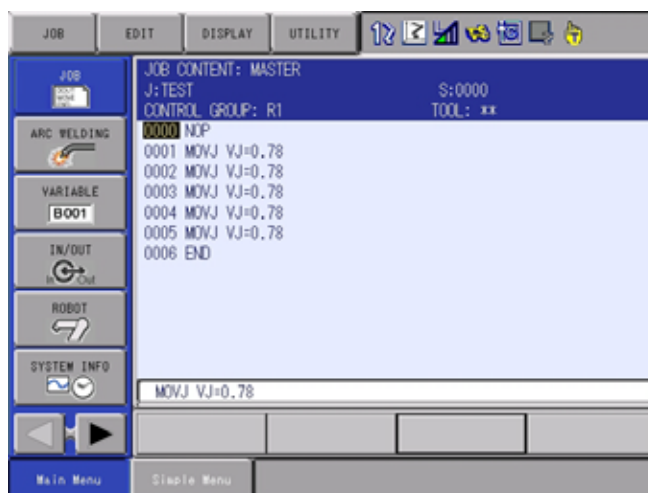 JOB EDIT DISPLAY UTILITY
JOB
ARC WELDING
VARIABLE
B001
IN/OUT
In Out
ROBOT
SYSTEM INFO
JOB CONTENT: MASTER
J:TEST S:0000
CONTROL GROUP: R1 TOOL: **
0000 NOP
0001 MOVJ VJ=0.78
0002 MOVJ VJ=0.78
0003 MOVJ VJ=0.78
0004 MOVJ VJ=0.78
0005 MOVJ VJ=0.78
0006 END
MOVJ VJ=0.78
Main Menu Simple Menu